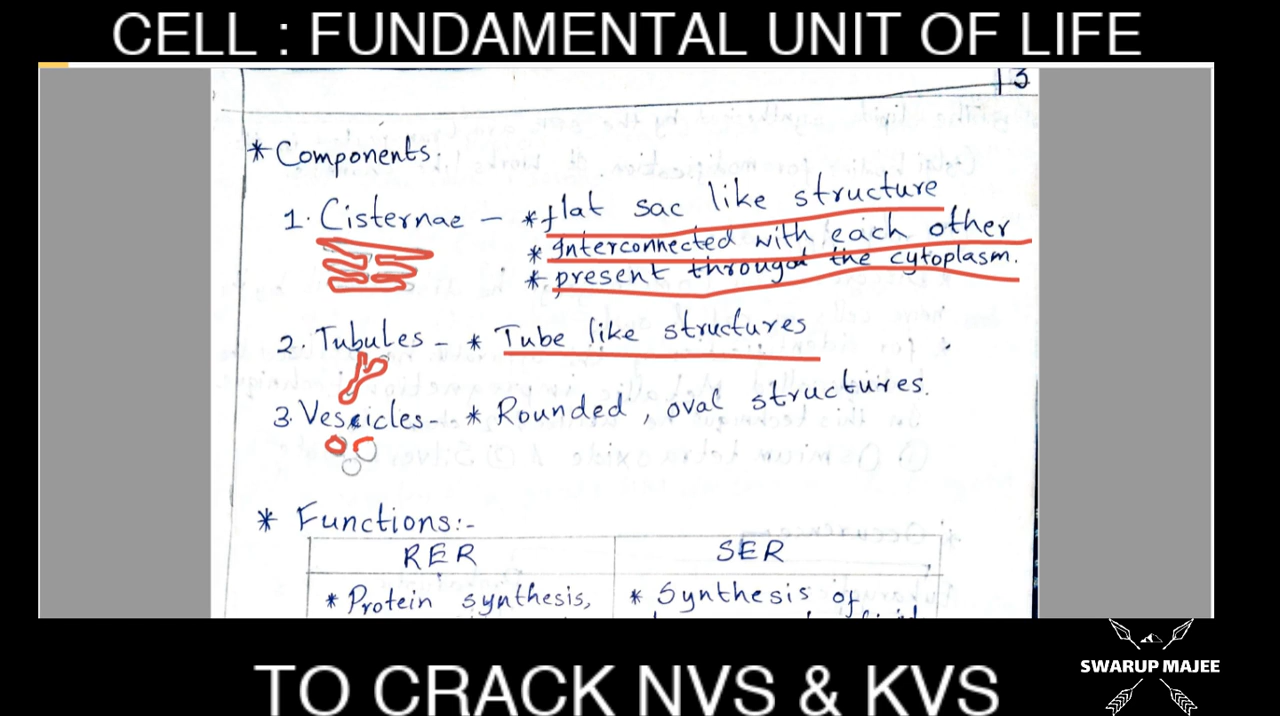 CELL : FUNDAMENTAL UNIT OF LIFE
13
* Components.
1. Cisternae - * flat sac like structure
* Interconnected with each other
* present througout the cytoplasm.
2. Tubules - * Tube like structures
3. Vesicles - * Rounded, oval structures.
* Functions:-
RER SER
* Protein synthesis, * Synthesis of
TO CRACK NVS & KVS
SWARUP MAJEE